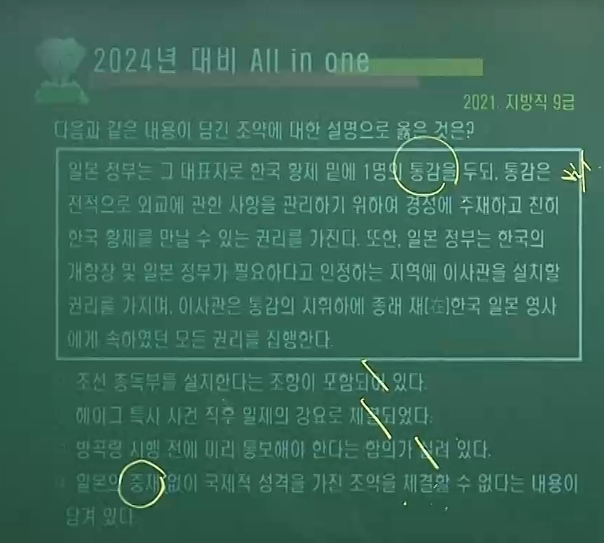 2024년 대비 All in one
2021. 지방직 9급
다음과 같은 내용이 담긴 조약에 대한 설명으로 옳은 것은?
일본 정부는 그 대표자로 한국 황제 밑에 1명의 통감을 두되, 통감은
전적으로 외교에 관한 사항을 관리하기 위하여 경성에 주재하고 친히
한국 황제를 만날 수 있는 권리를 가진다. 또한, 일본 정부는 한국의
개항장 및 일본 정부가 필요하다고 인정하는 지역에 이사관을 설치할
권리를 가지며, 이사관은 통감의 지휘하에 종래 재(在)한국 일본 영사
에게 속하였던 모든 권리를 집행한다.
조선 총독부를 설치한다는 조항이 포함되어 있다.
헤이그 특사 사건 직후 일제의 강요로 체결되었다.
방곡령 시행 전에 미리 통보해야 한다는 합의가 실려 있다.
일본의 중재 없이 국제적 성격을 가진 조약을 체결할 수 없다는 내용이
담겨 있다.